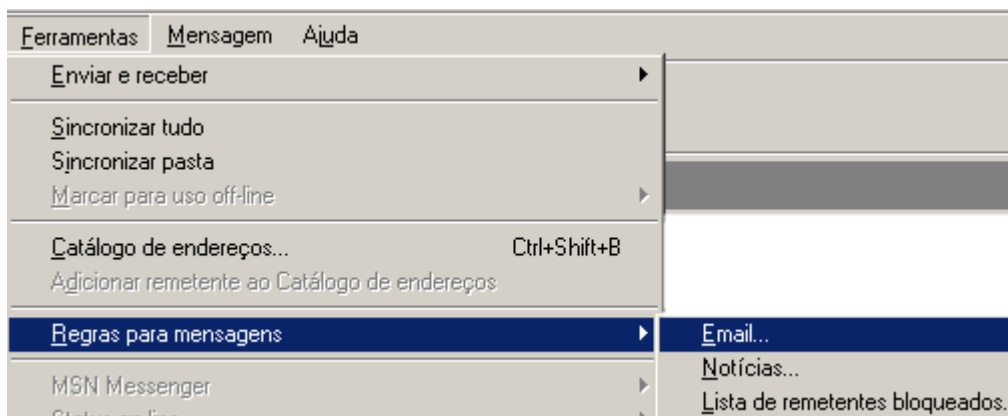 Ferramentas Mensagem Ajuda
Enviar e receber
Sincronizar tudo
Sincronizar pasta
Marcar para uso off-line
Catálogo de endereços... Ctrl+Shift+B
Adicionar remetente ao Catálogo de endereços
Regras para mensagens Email...
Notícias...
MSN Messenger
Lista de remetentes bloqueados.